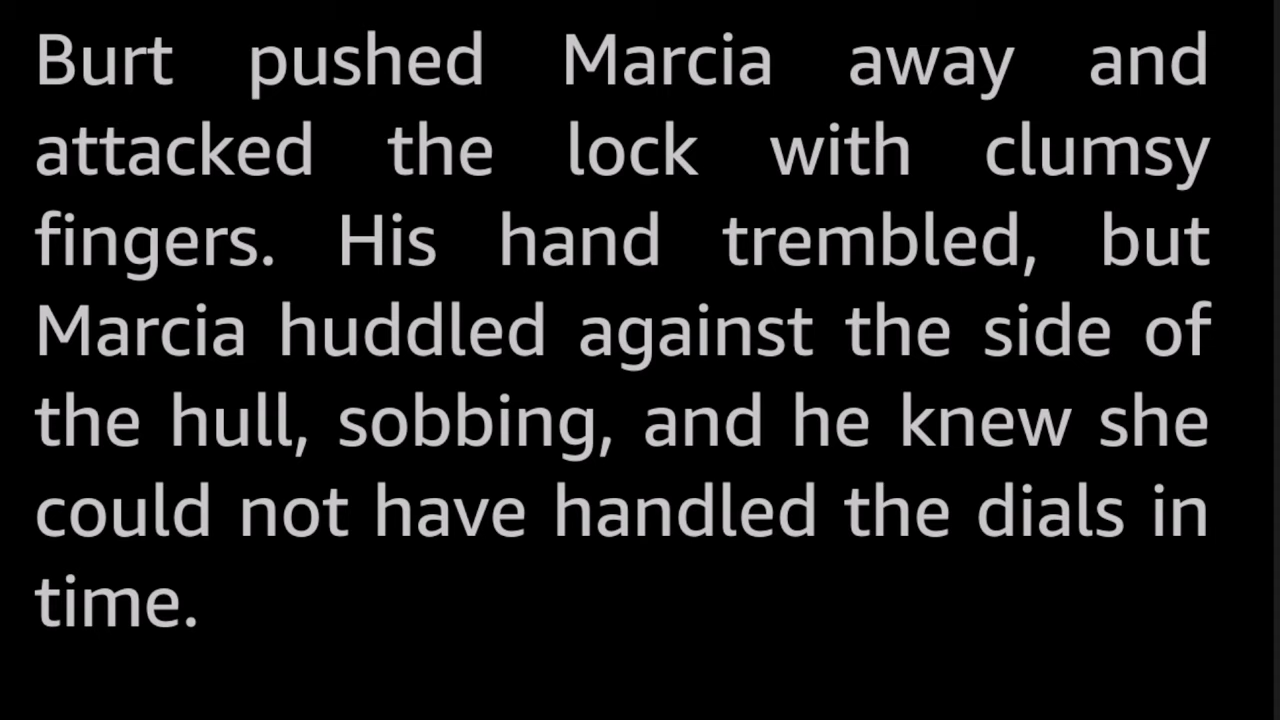 Burt pushed Marcia away and
attacked the lock with clumsy
fingers. His hand trembled, but
Marcia huddled against the side of
the hull, sobbing, and he knew she
could not have handled the dials in
time.